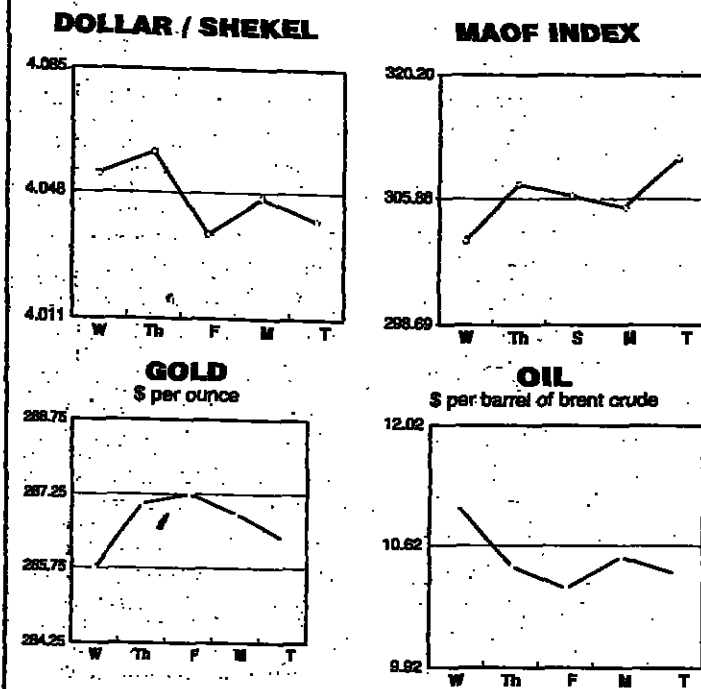 DOLLAR / SHEKEL
4.085
4.048
4.011
W Th F M T
MAOF INDEX
320.20
305.88
298.69
W Th S M T
GOLD
$ per ounce
288.75
287.25
285.75
284.25
W Th F M T
OIL
$ per barrel of brent crude
12.02
10.62
9.92
W Th F M T